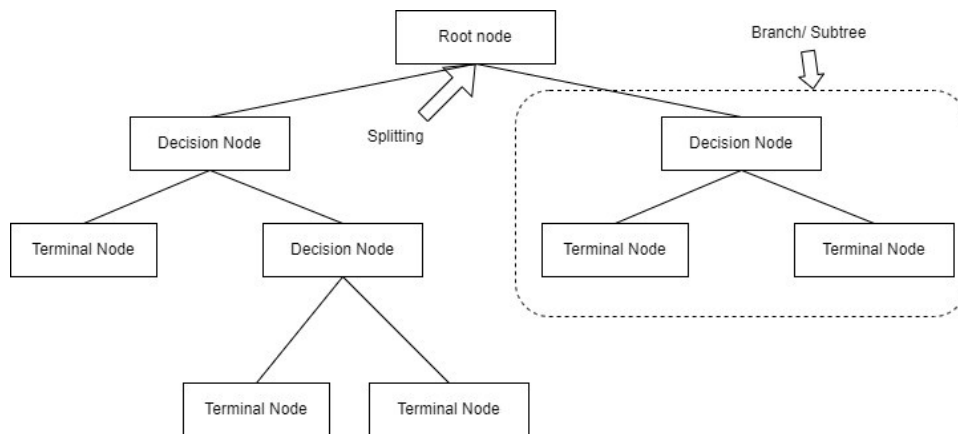 Root node
Branch/ Subtree
Splitting
Decision Node
Decision Node
Terminal Node
Decision Node
Terminal Node
Terminal Node
Terminal Node
Terminal Node